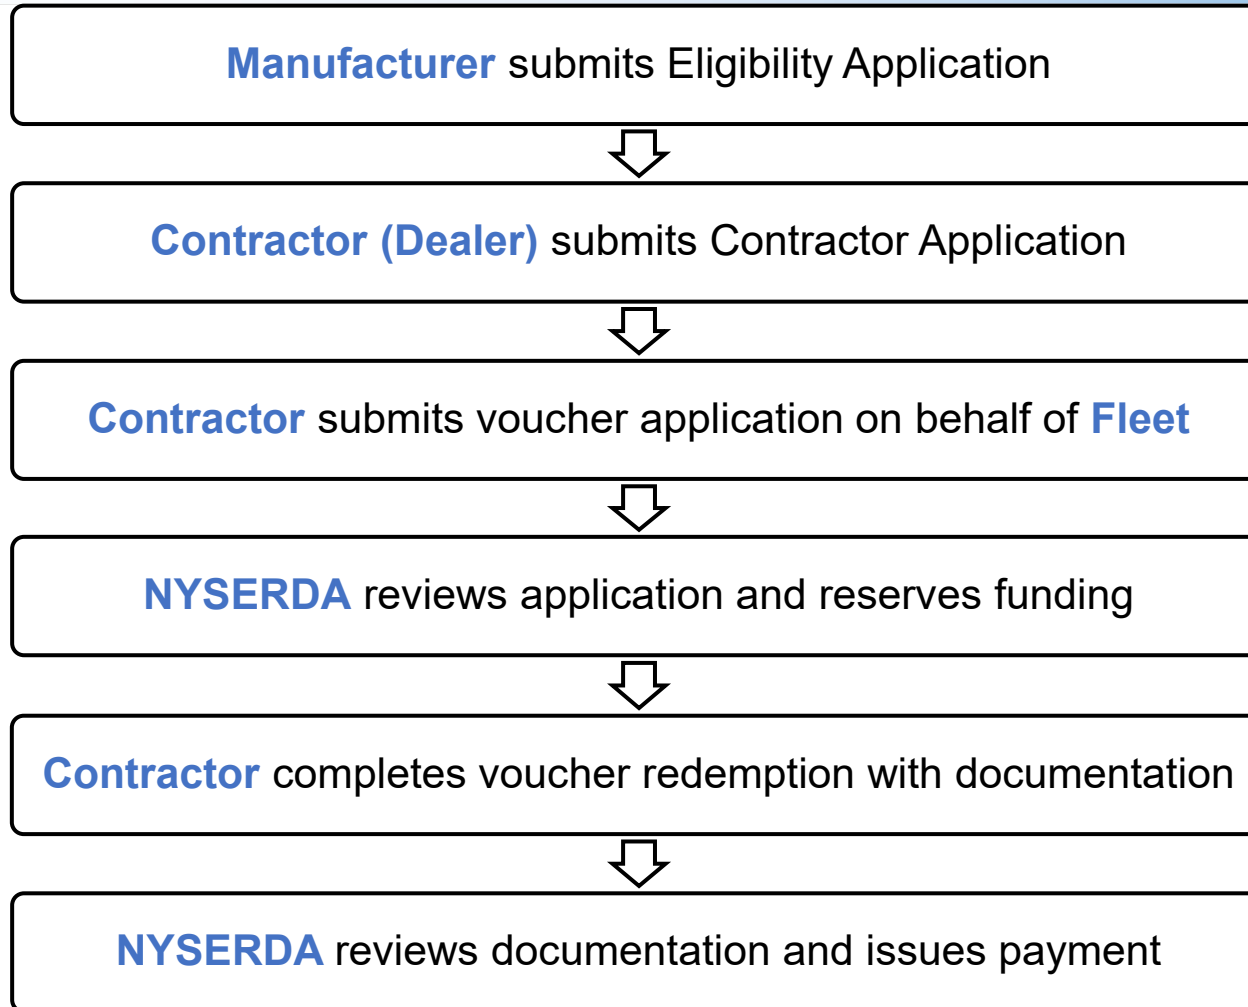 Manufacturer submits Eligibility Application
Contractor (Dealer) submits Contractor Application
Contractor submits voucher application on behalf of Fleet
NYSERDA reviews application and reserves funding
Contractor completes voucher redemption with documentation
NYSERDA reviews documentation and issues payment